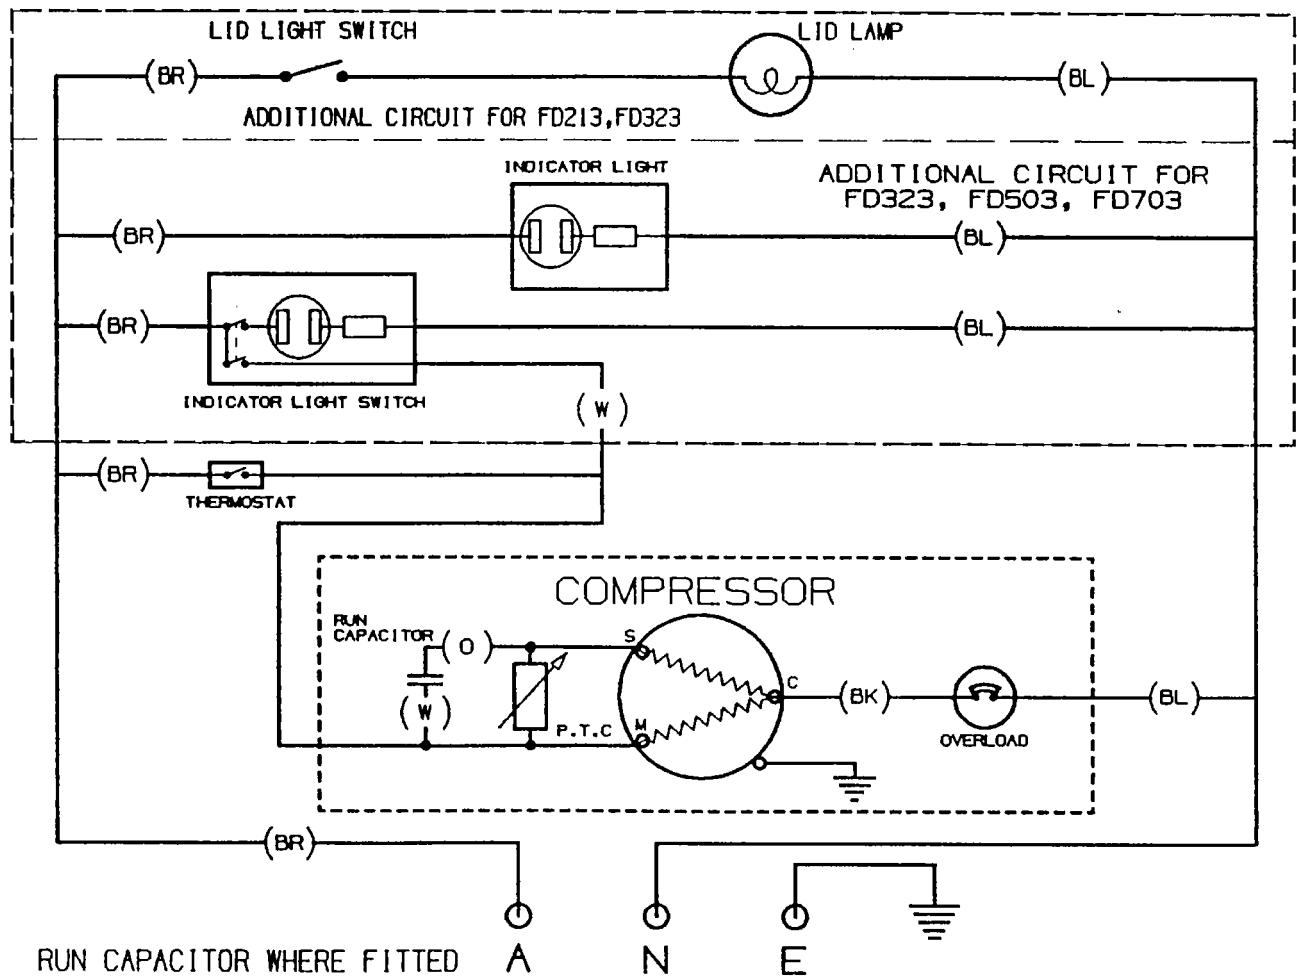 LID LIGHT SWITCH
LID LAMP
(BR)
(BL)
ADDITIONAL CIRCUIT FOR FD213,FD323
INDICATOR LIGHT
ADDITIONAL CIRCUIT FOR
FD323, FD503, FD703
(BR)
(BL)
(BR)
(BL)
INDICATOR LIGHT SWITCH
(W)
(BR)
THERMOSTAT
COMPRESSOR
RUN
CAPACITOR
(O)
S
C
(BK)
(BL)
(W)
P.T.C
M
OVERLOAD
(BR)
RUN CAPACITOR WHERE FITTED
A
N
E